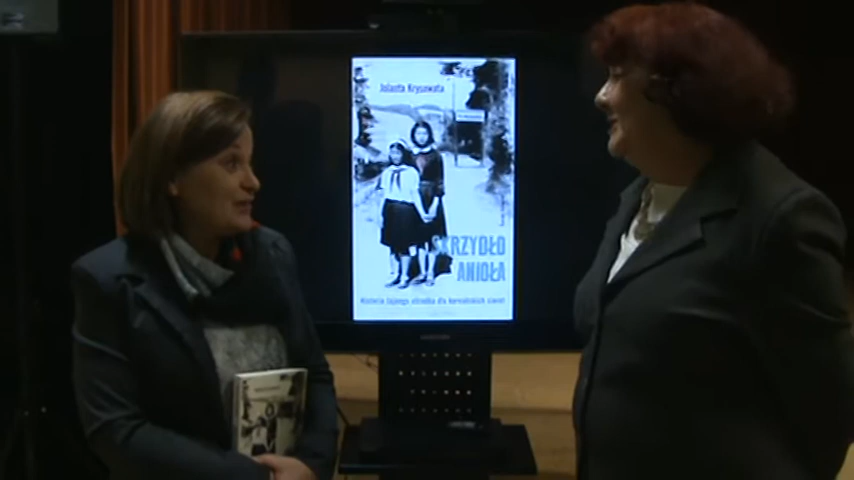 Jolanta Krysowata
SKRZYDŁO
ANIOŁA
Historia tajnego ośrodka dla koreańskich sierot